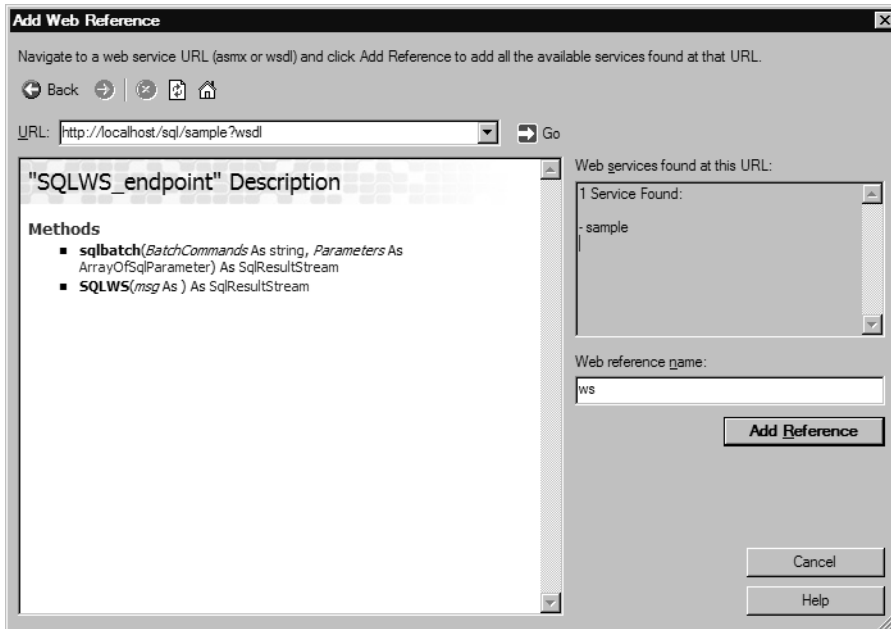 Add Web Reference
Navigate to a web service URL (asmx or wsdl) and click Add Reference to add all the available services found at that URL.
Back
URL: http://localhost/sql/sample?wsdl Go
"SQLWS_endpoint" Description
Methods
sqlbatch(BatchCommands As string, Parameters As
ArrayOfSqlParameter) As SqlResultStream
SQLWS(msg As ) As SqlResultStream
Web services found at this URL:
1 Service Found:
- sample
Web reference name:
ws
Add Reference
Cancel
Help